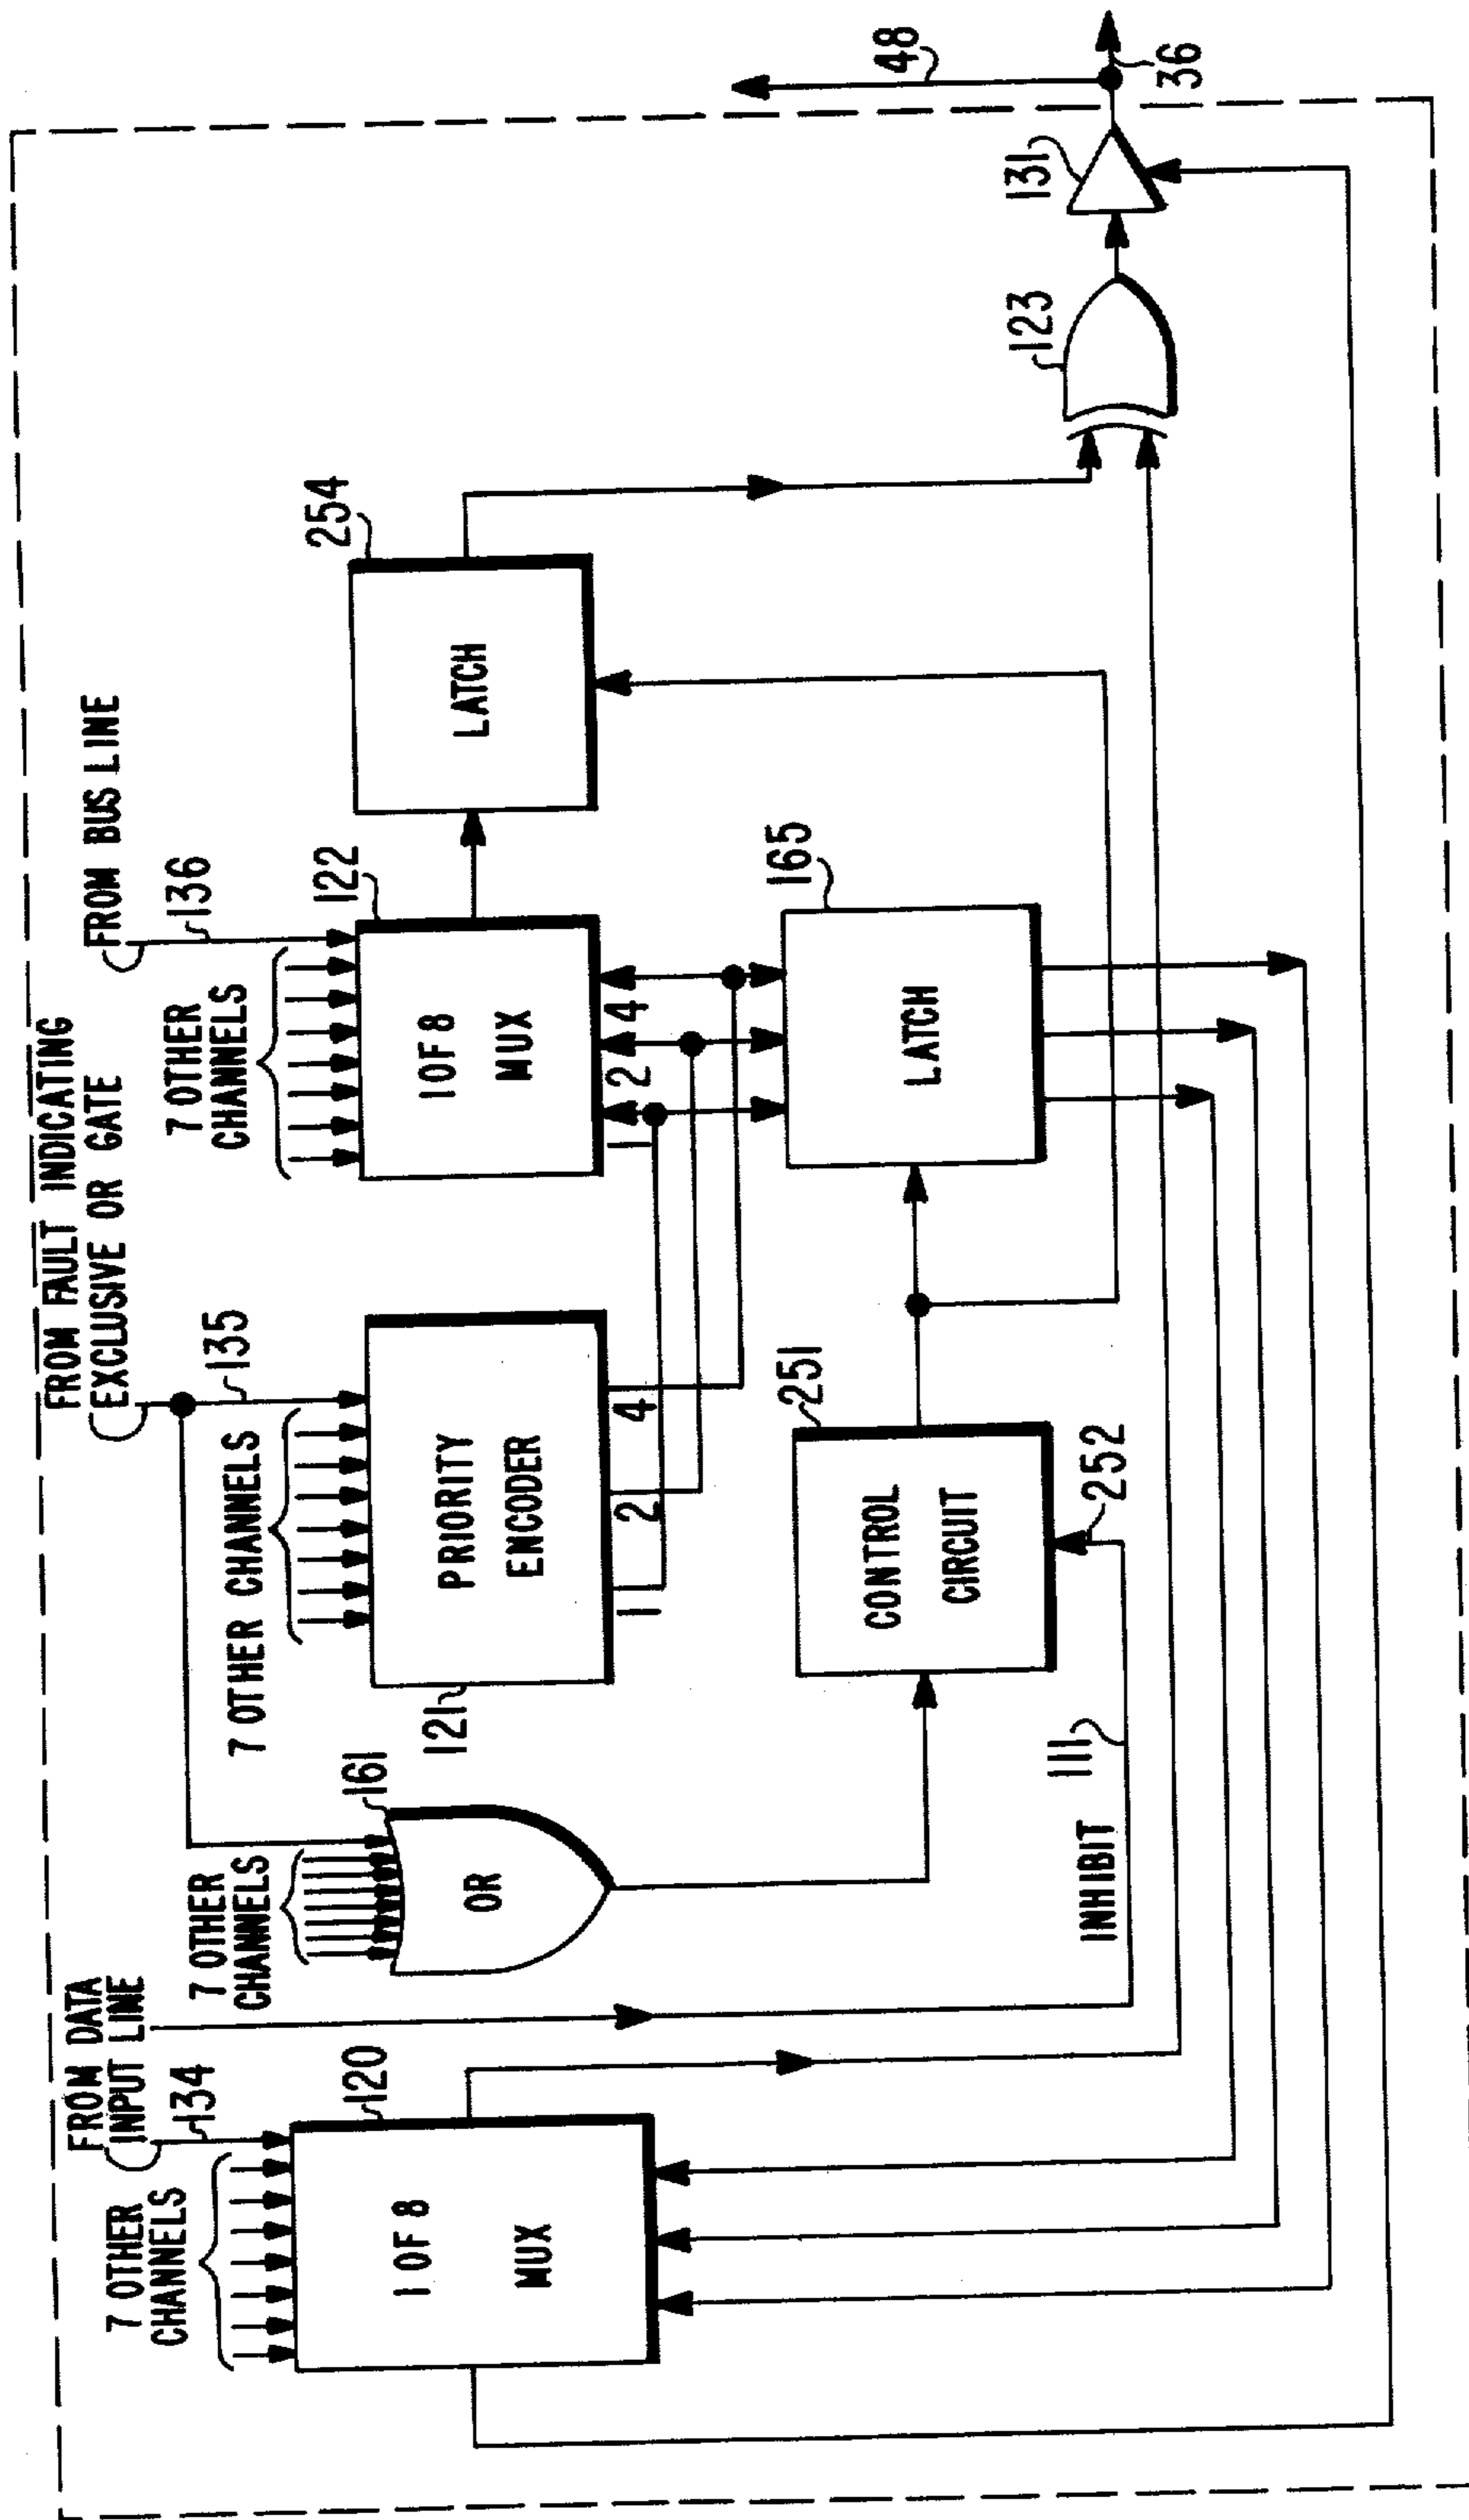 FROM DATA
INPUT LINE
134
7 OTHER
CHANNELS
120
1 OF 8
MUX
7 OTHER
CHANNELS
161
OR
FROM FAULT INDICATING
EXCLUSIVE OR GATE
135
7 OTHER CHANNELS
121
PRIORITY
ENCODER
1
2
4
FROM BUS LINE
136
7 OTHER
CHANNELS
122
1 OF 8
MUX
1
2
4
254
LATCH
INHIBIT
111
251
CONTROL
CIRCUIT
252
165
LATCH
123
131
48
36